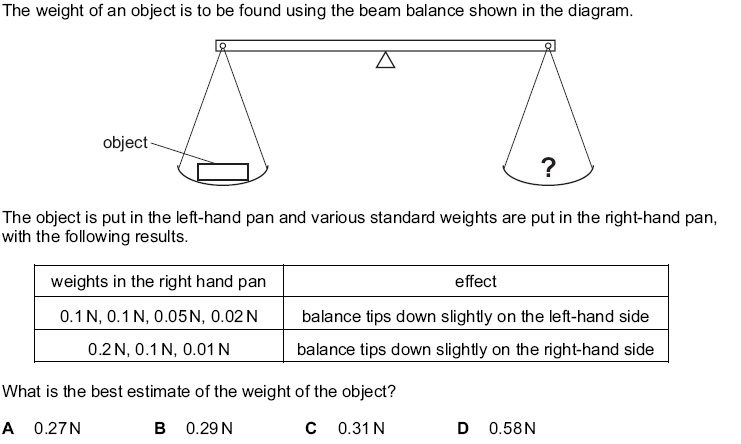 The weight of an object is to be found using the beam balance shown in the diagram.
object
?
The object is put in the left-hand pan and various standard weights are put in the right-hand pan,
with the following results.
weights in the right hand pan effect
0.1 N, 0.1 N, 0.05 N, 0.02 N balance tips down slightly on the left-hand side
0.2 N, 0.1 N, 0.01 N balance tips down slightly on the right-hand side
What is the best estimate of the weight of the object?
A 0.27 N B 0.29 N C 0.31 N D 0.58 N